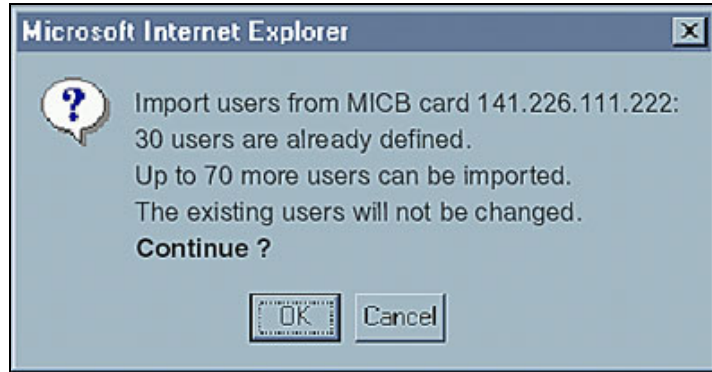 Microsoft Internet Explorer
Import users from MICB card 141.226.111.222:
30 users are already defined.
Up to 70 more users can be imported.
The existing users will not be changed.
Continue ?
OK
Cancel